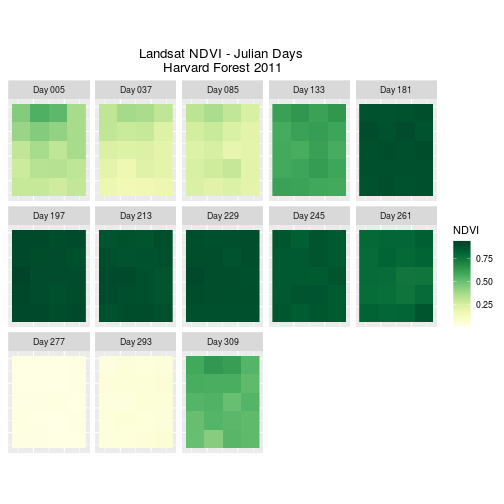 Landsat NDVI - Julian Days
Harvard Forest 2011
Day 005
Day 037
Day 085
Day 133
Day 181
Day 197
Day 213
Day 229
Day 245
Day 261
Day 277
Day 293
Day 309
NDVI
0.75
0.50
0.25